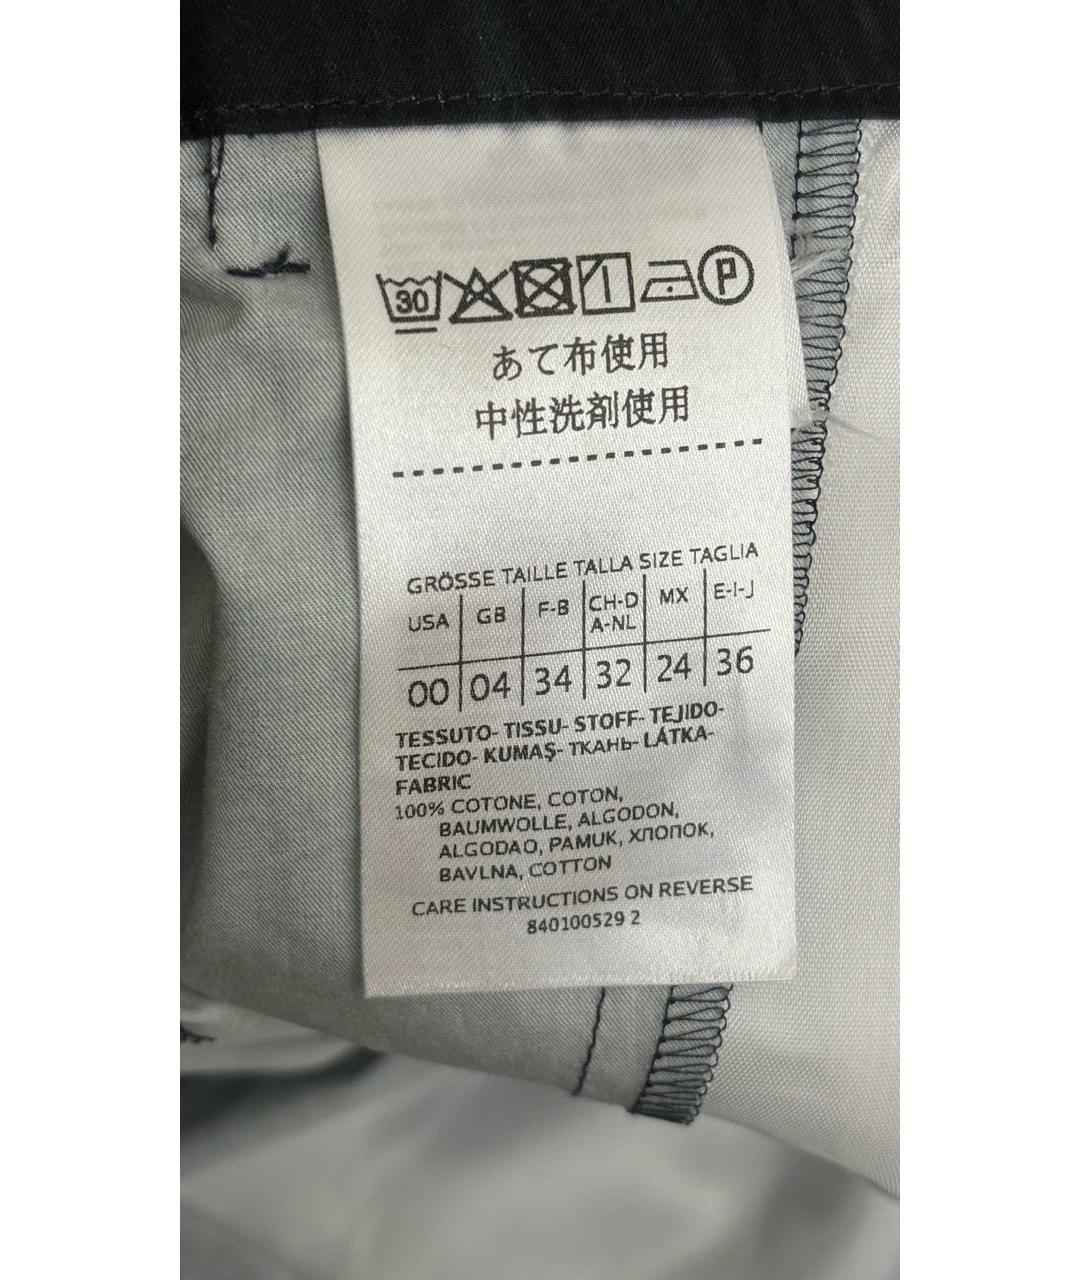 30 P
あて布使用
中性洗剤使用
GRÖSSE TAILLE TALLA SIZE TAGLIA
USA GB F-B CH-D A-NL MX E-I-J
00 04 34 32 24 36
TESSUTO- TISSU- STOFF- TEJIDO-
TECIDO- KUMAŞ- ТКАНЬ- LÁTKA-
FABRIC
100% COTONE, COTON,
BAUMWOLLE, ALGODON,
ALGODAO, PAMUK, ХЛОПОК,
BAVLNA, COTTON
CARE INSTRUCTIONS ON REVERSE
840100529 2